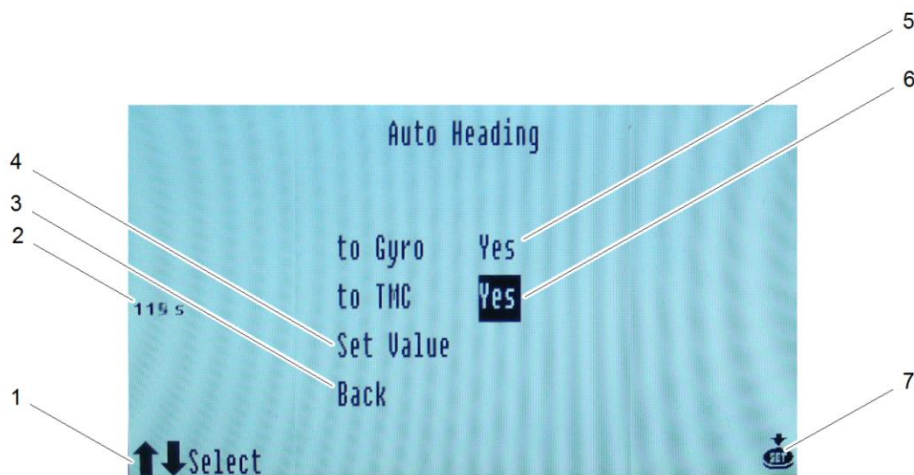 5
6
Auto Heading
4
3
to Gyro Yes
2
to TMC Yes
s
Set Value
Back
1
7
Select
SET